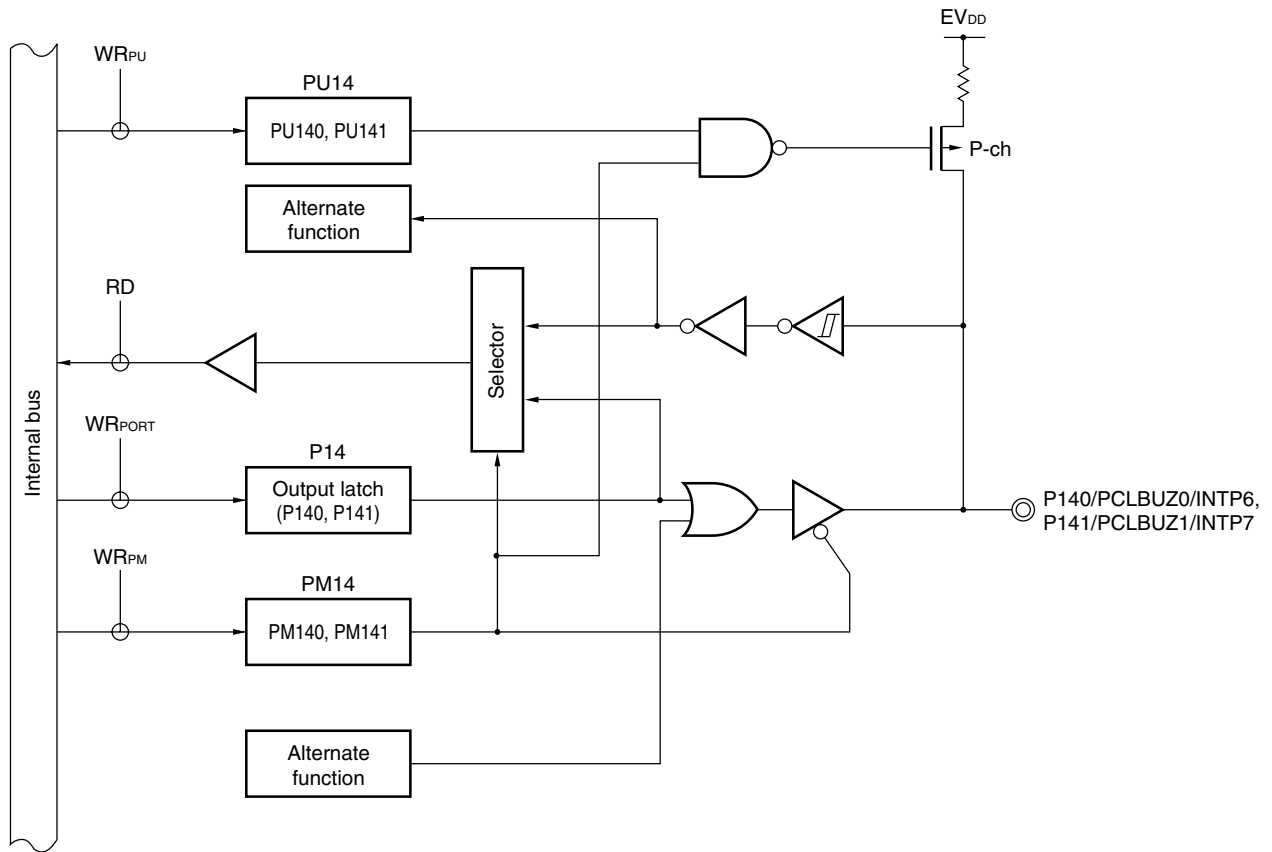 EVDD
WRPU
PU14
PU140, PU141
P-ch
Alternate
function
RD
Selector
Internal bus
WRPORT
P14
Output latch
(P140, P141)
P140/PCLBUZ0/INTP6,
P141/PCLBUZ1/INTP7
WRPM
PM14
PM140, PM141
Alternate
function